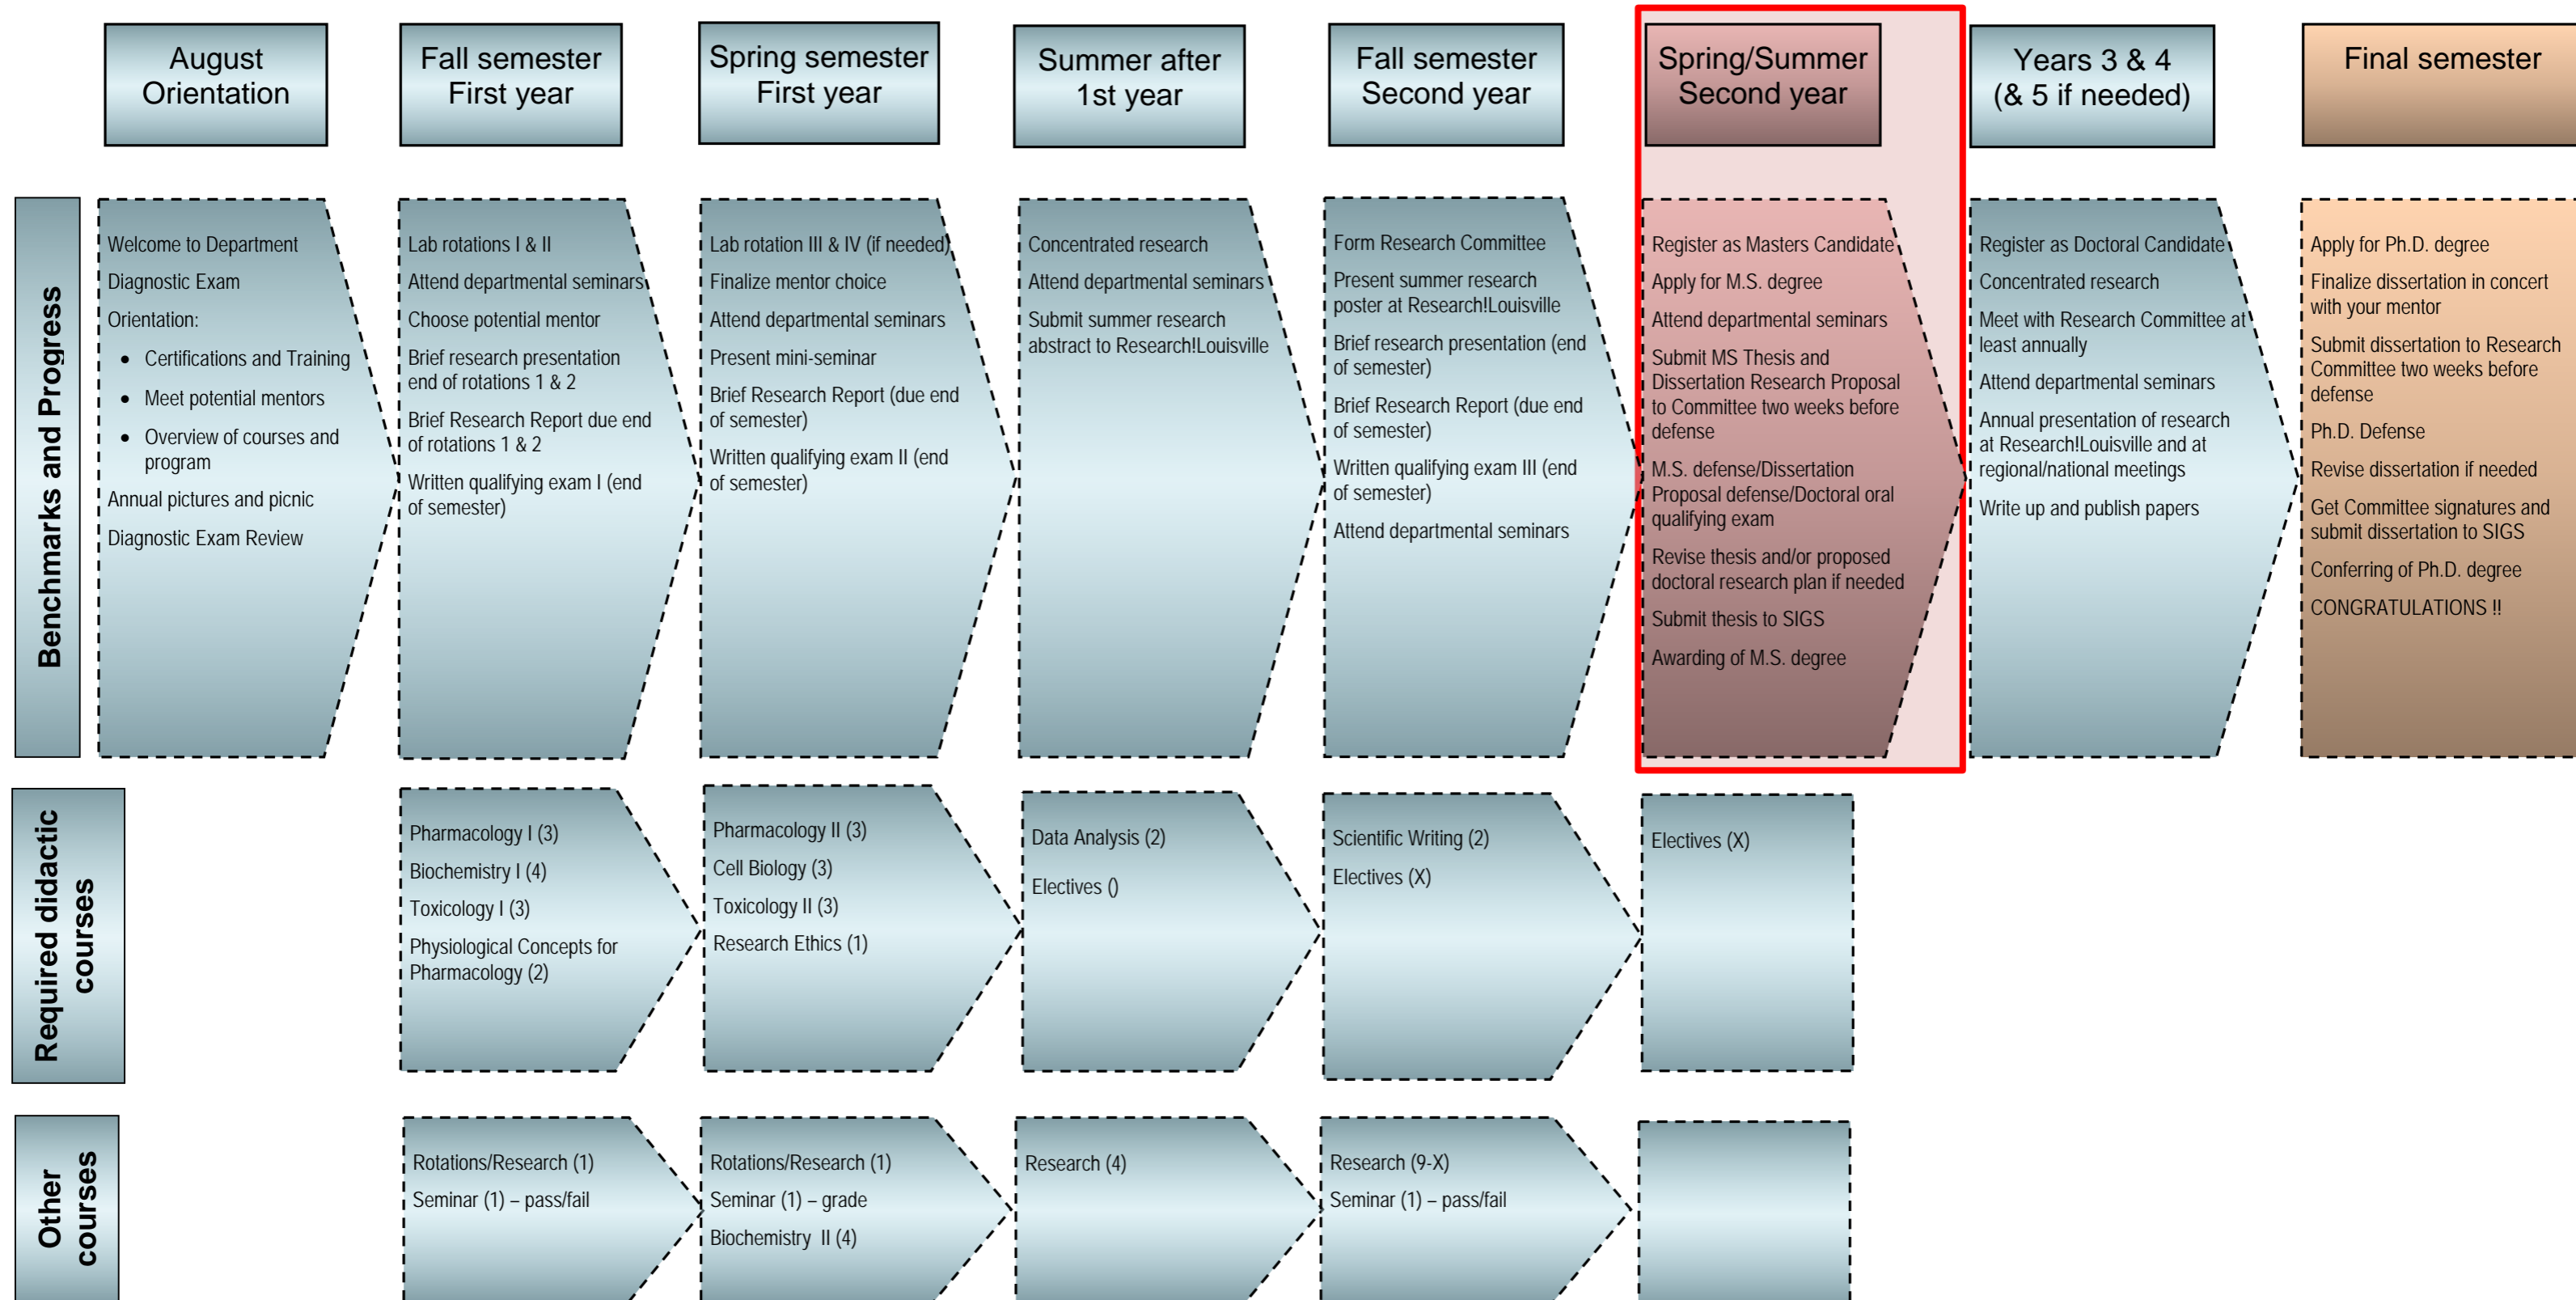 August
Orientation
Fall semester
First year
Spring semester
First year
Summer after
1st year
Fall semester
Second year
Spring/Summer
Second year
Years 3 & 4
(& 5 if needed)
Final semester
Benchmarks and Progress
Welcome to Department
Diagnostic Exam
Orientation:
• Certifications and Training
• Meet potential mentors
• Overview of courses and
program
Annual pictures and picnic
Diagnostic Exam Review
Lab rotations I & II
Attend departmental seminars
Choose potential mentor
Brief research presentation
end of rotations 1 & 2
Brief Research Report due end
of rotations 1 & 2
Written qualifying exam I (end
of semester)
Lab rotation III & IV (if needed)
Finalize mentor choice
Attend departmental seminars
Present mini-seminar
Brief Research Report (due end
of semester)
Written qualifying exam II (end
of semester)
Concentrated research
Attend departmental seminars
Submit summer research
abstract to Research!Louisville
Form Research Committee
Present summer research
poster at Research!Louisville
Brief research presentation (end
of semester)
Brief Research Report (due end
of semester)
Written qualifying exam III (end
of semester)
Attend departmental seminars
Register as Masters Candidate
Apply for M.S. degree
Attend departmental seminars
Submit MS Thesis and
Dissertation Research Proposal
to Committee two weeks before
defense
M.S. defense/Dissertation
Proposal defense/Doctoral oral
qualifying exam
Revise thesis and/or proposed
doctoral research plan if needed
Submit thesis to SIGS
Awarding of M.S. degree
Register as Doctoral Candidate
Concentrated research
Meet with Research Committee at
least annually
Attend departmental seminars
Annual presentation of research
at Research!Louisville and at
regional/national meetings
Write up and publish papers
Apply for Ph.D. degree
Finalize dissertation in concert
with your mentor
Submit dissertation to Research
Committee two weeks before
defense
Ph.D. Defense
Revise dissertation if needed
Get Committee signatures and
submit dissertation to SIGS
Conferring of Ph.D. degree
CONGRATULATIONS !!
Required didactic
courses
Pharmacology I (3)
Biochemistry I (4)
Toxicology I (3)
Physiological Concepts for
Pharmacology (2)
Pharmacology II (3)
Cell Biology (3)
Toxicology II (3)
Research Ethics (1)
Data Analysis (2)
Electives ()
Scientific Writing (2)
Electives (X)
Electives (X)
Other
courses
Rotations/Research (1)
Seminar (1) – pass/fail
Rotations/Research (1)
Seminar (1) – grade
Biochemistry II (4)
Research (4)
Research (9-X)
Seminar (1) – pass/fail